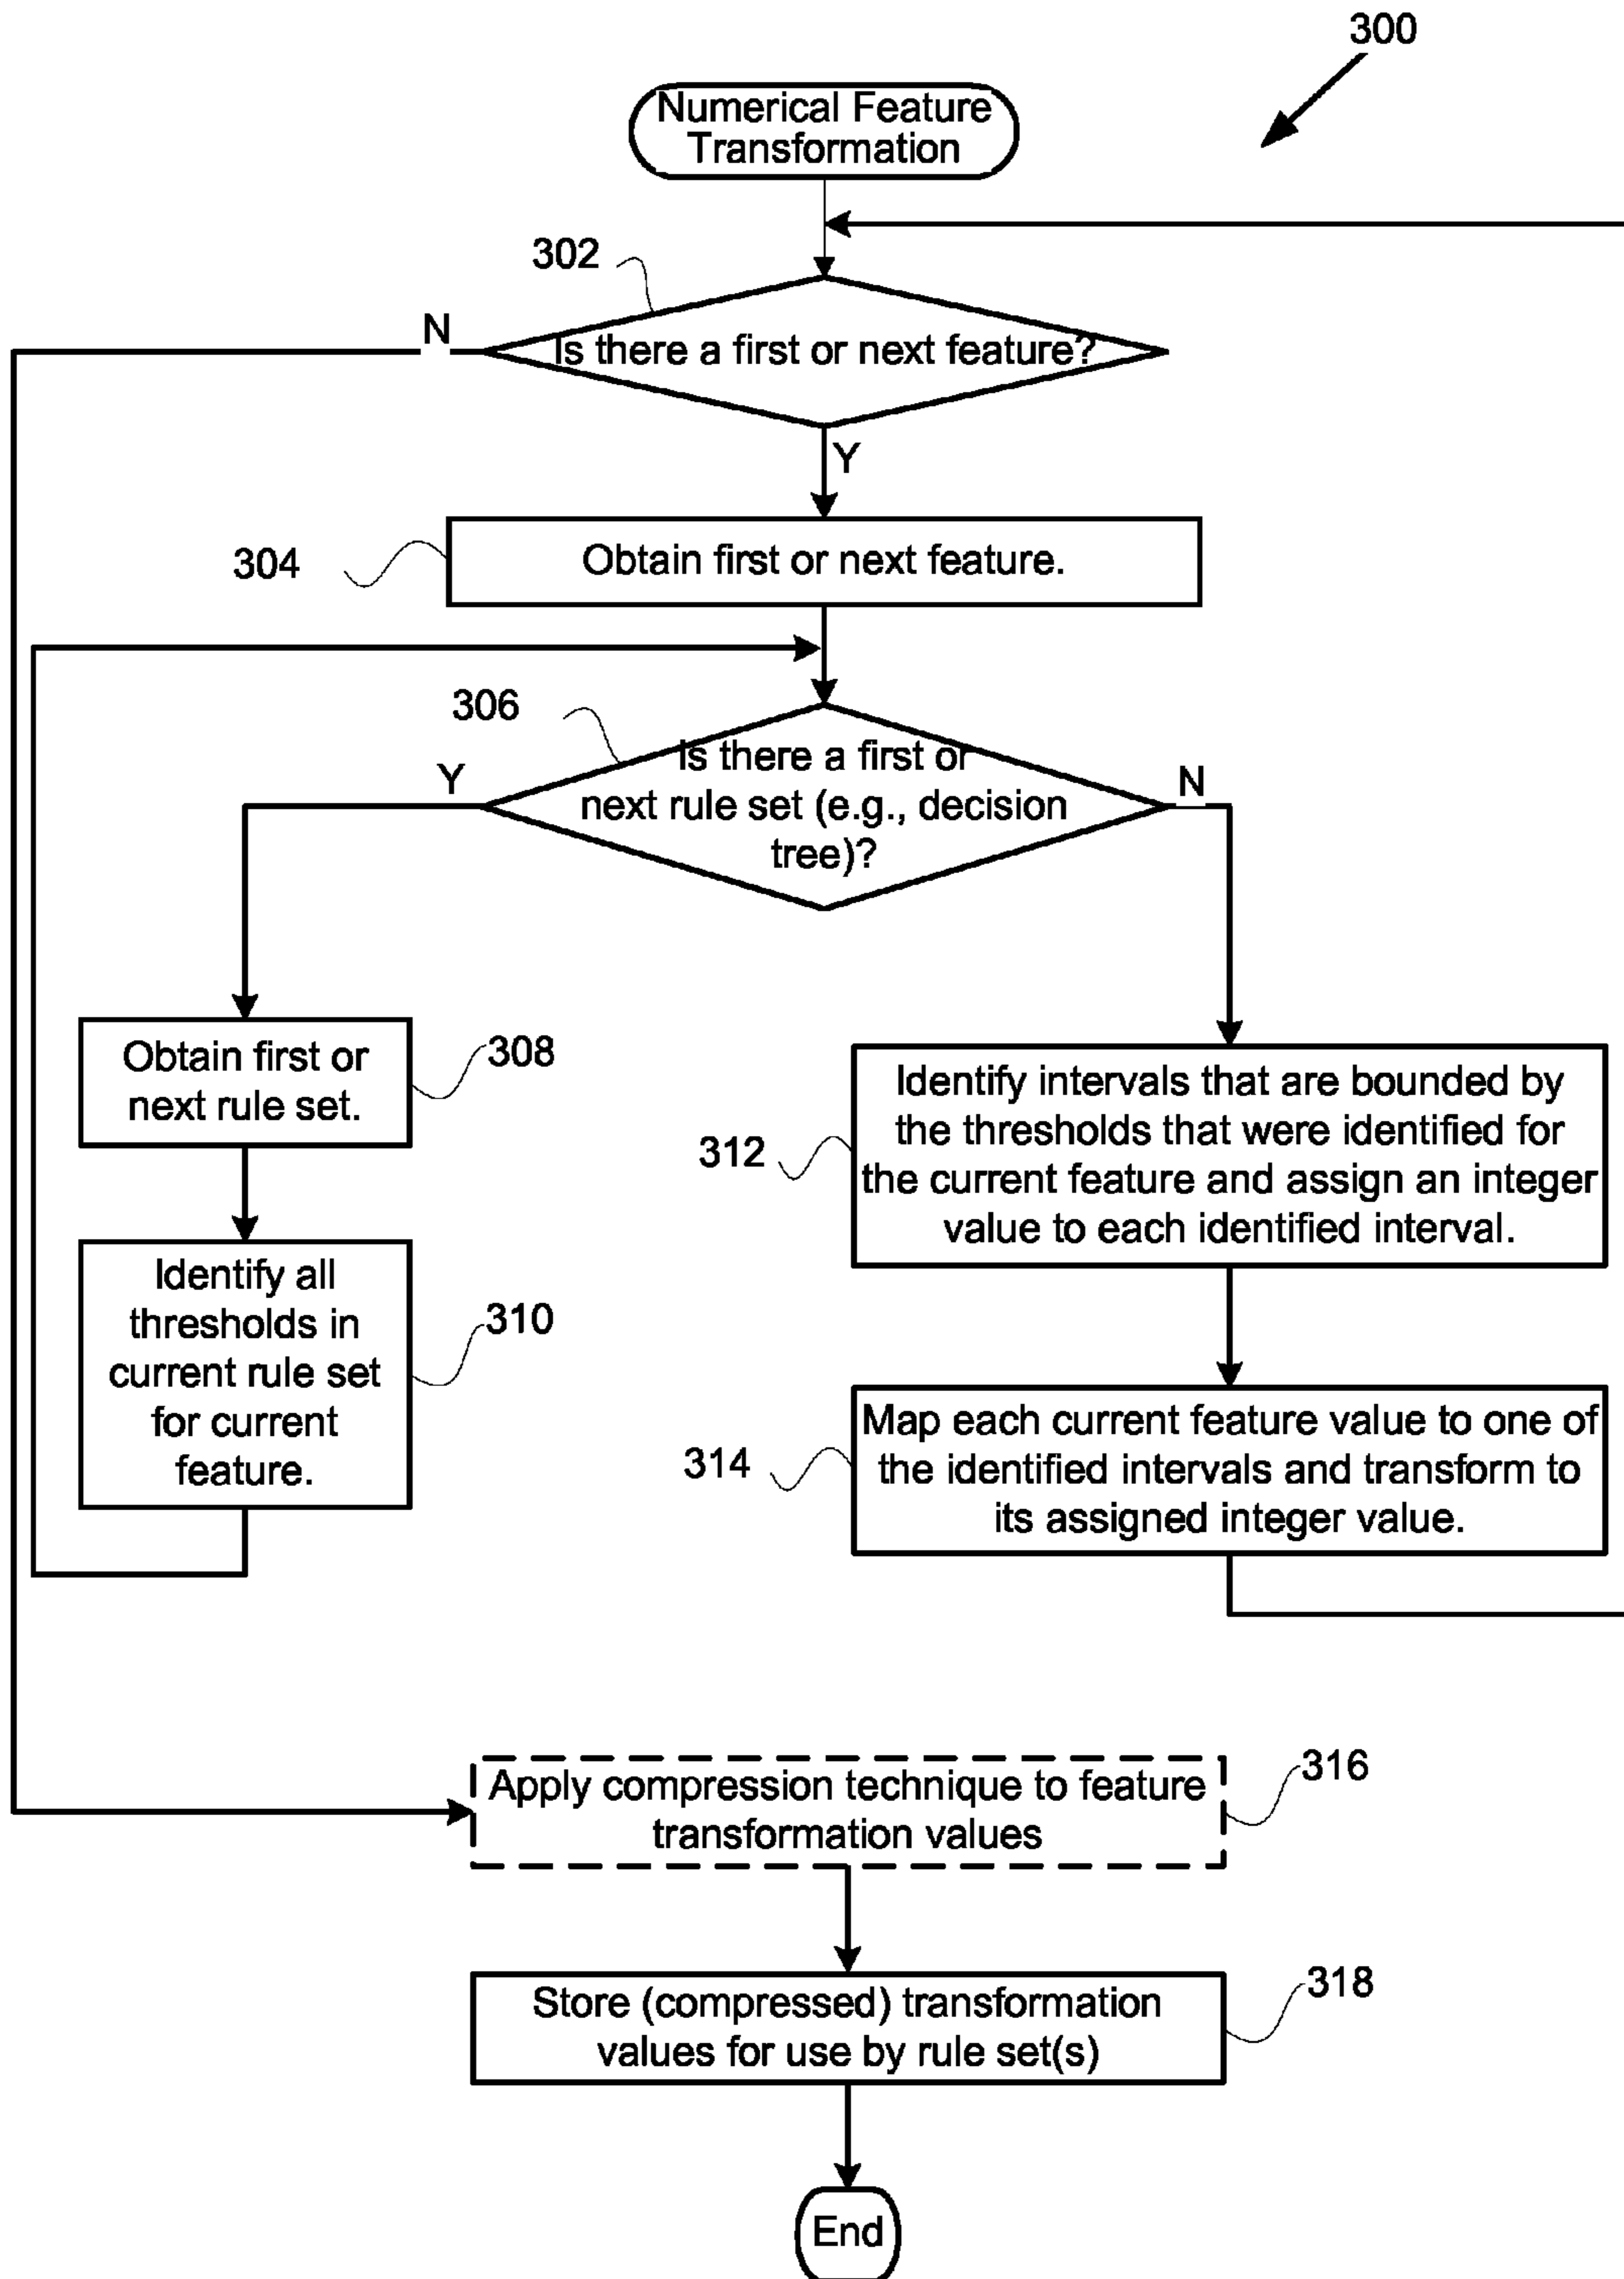 300
Numerical Feature
Transformation
302
N
Is there a first or next feature?
Y
304
Obtain first or next feature.
306
Y
Is there a first or
next rule set (e.g., decision
tree)?
N
Obtain first or
next rule set.
308
Identify all
thresholds in
current rule set
for current
feature.
310
312
Identify intervals that are bounded by
the thresholds that were identified for
the current feature and assign an integer
value to each identified interval.
314
Map each current feature value to one of
the identified intervals and transform to
its assigned integer value.
Apply compression technique to feature
transformation values
316
Store (compressed) transformation
values for use by rule set(s)
318
End